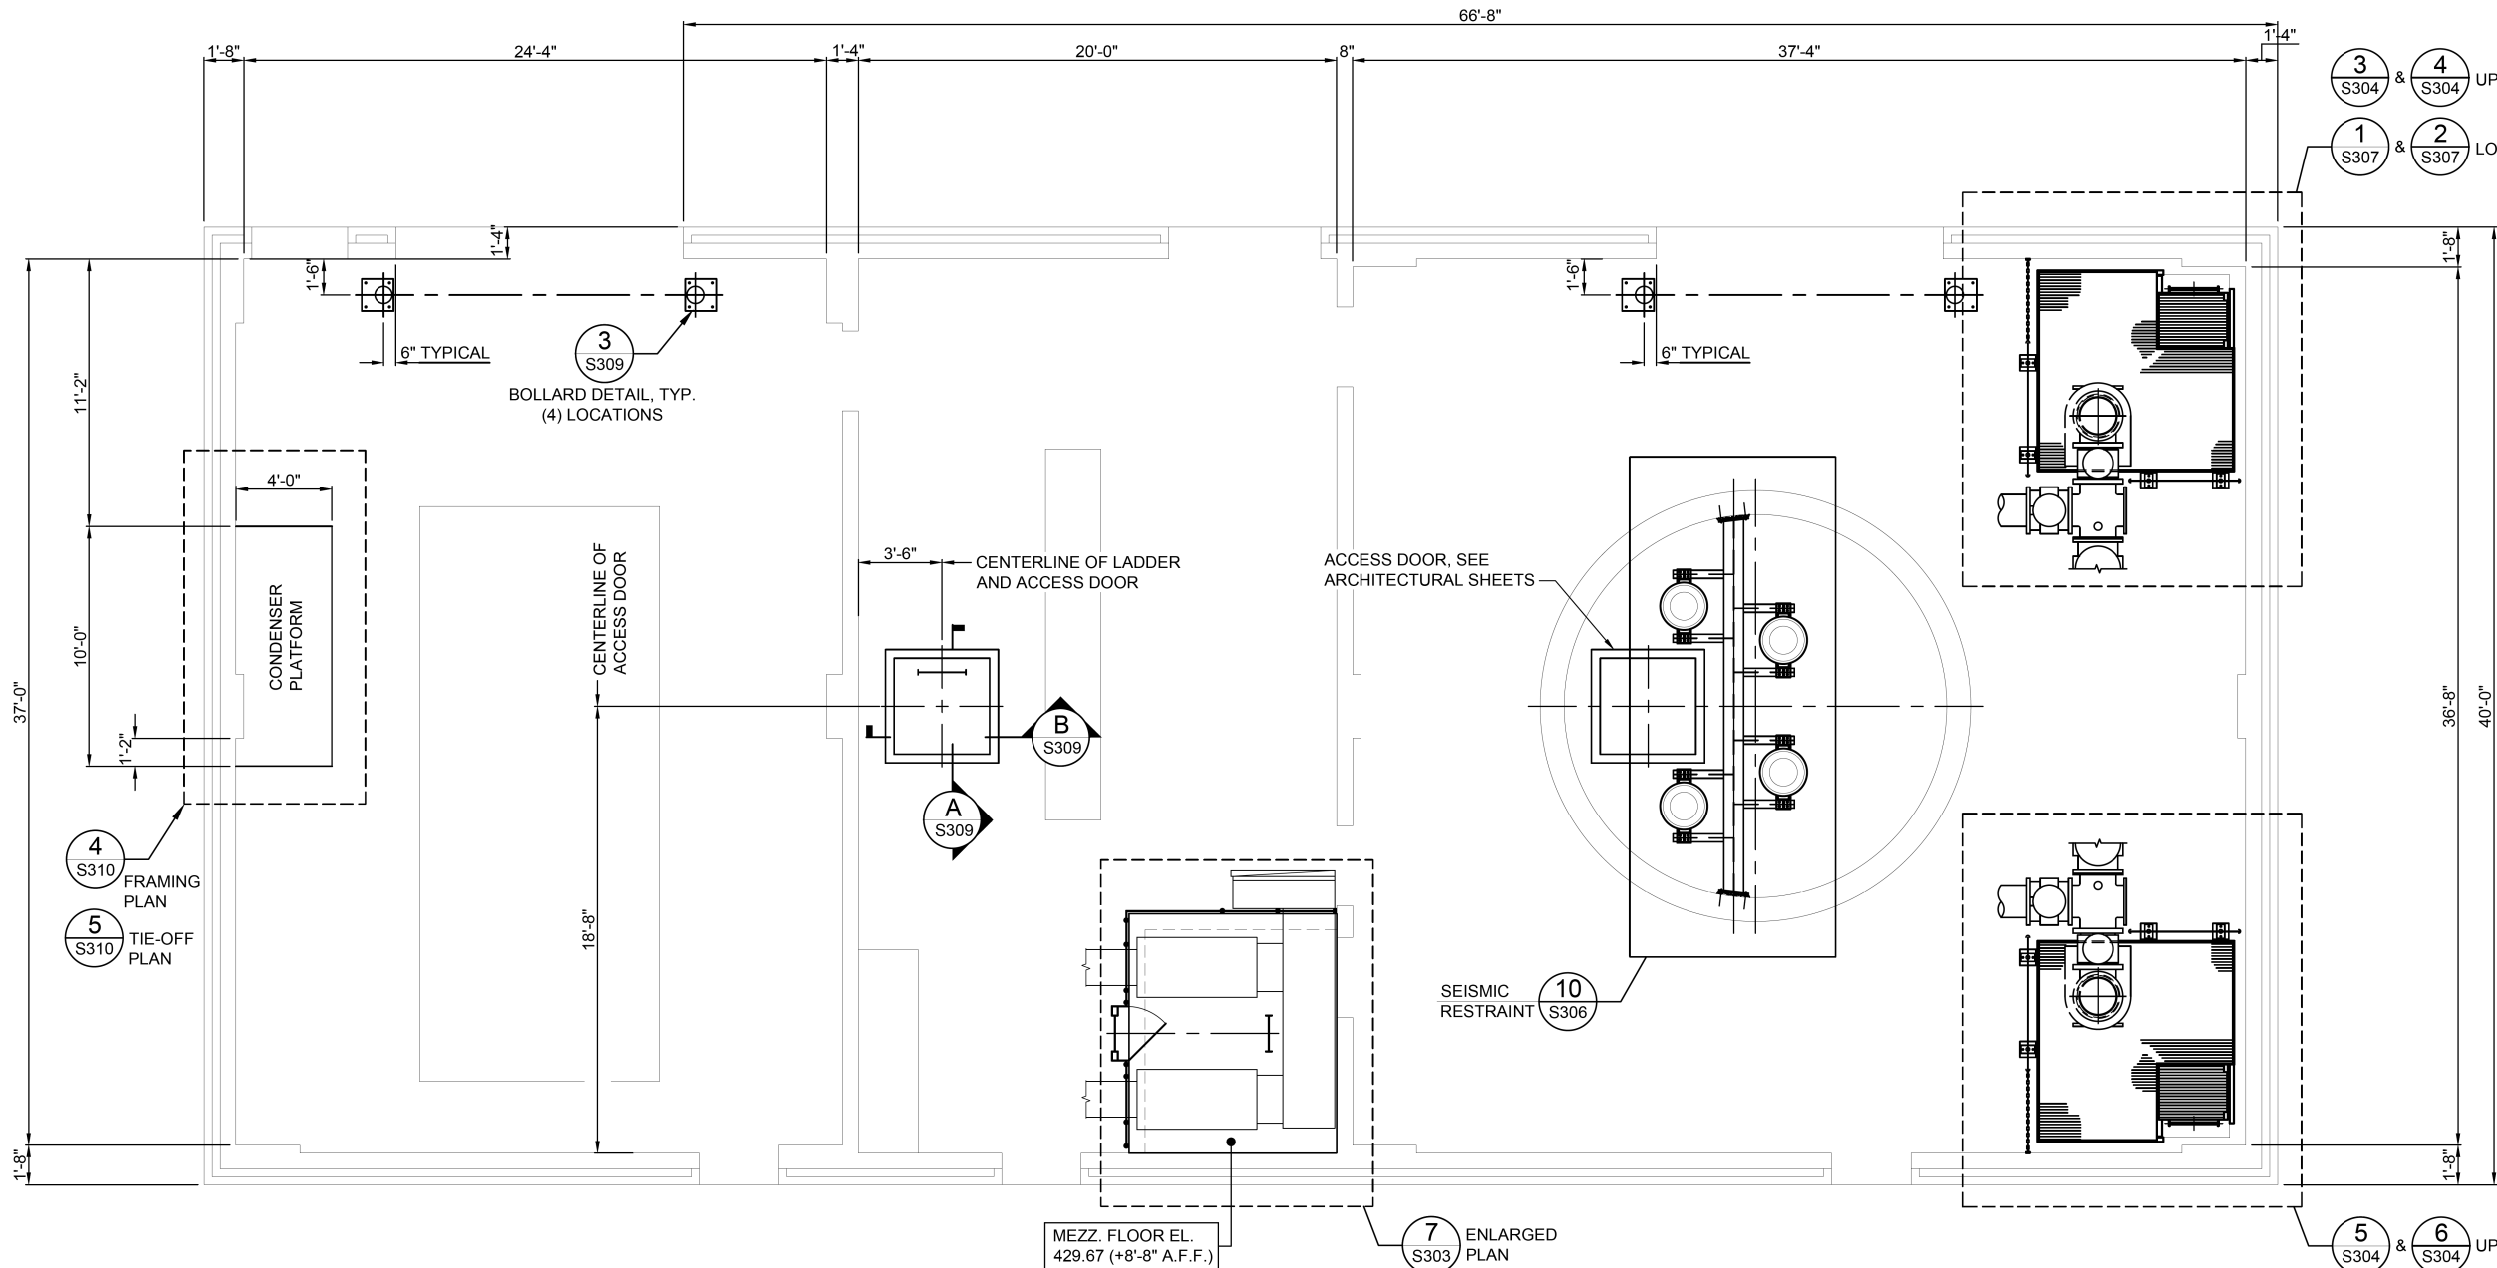 66'-8"
1'-8"
24'-4"
1'-4"
20'-0"
8"
37'-4"
1'-4"
3
S304
&
4
S304
UP
1
S307
&
2
S307
LO
1'-4"
1'-6"
1'-6"
1'-8"
6" TYPICAL
3
S309
BOLLARD DETAIL, TYP.
(4) LOCATIONS
6" TYPICAL
11'-2"
4'-0"
CONDENSER
PLATFORM
10'-0"
1'-2"
37'-0"
1'-8"
CENTERLINE OF
ACCESS DOOR
3'-6"
CENTERLINE OF LADDER
AND ACCESS DOOR
ACCESS DOOR, SEE
ARCHITECTURAL SHEETS
B
S309
A
S309
18'-8"
4
S310
FRAMING
PLAN
5
S310
TIE-OFF
PLAN
SEISMIC
RESTRAINT
10
S306
36'-8"
40'-0"
1'-8"
MEZZ. FLOOR EL.
429.67 (+8'-8" A.F.F.)
7
S303
ENLARGED
PLAN
5
S304
&
6
S304
UP